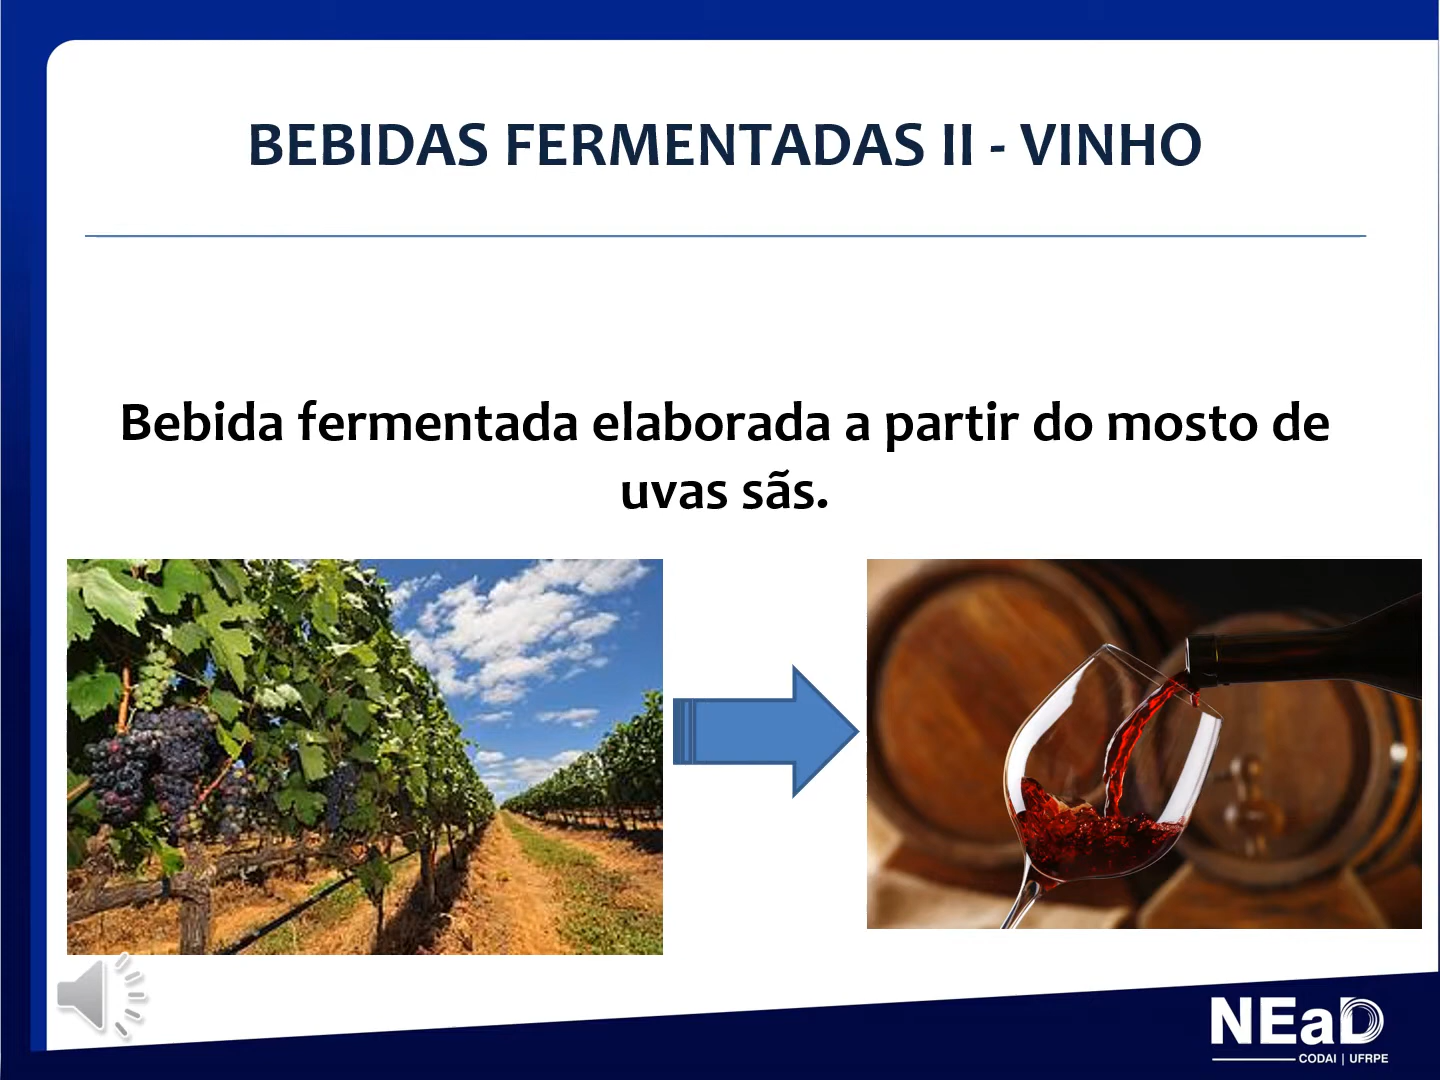 BEBIDAS FERMENTADAS II - VINHO
Bebida fermentada elaborada a partir do mosto de
uvas sãs.
NEaD
CODAI | UFRPE